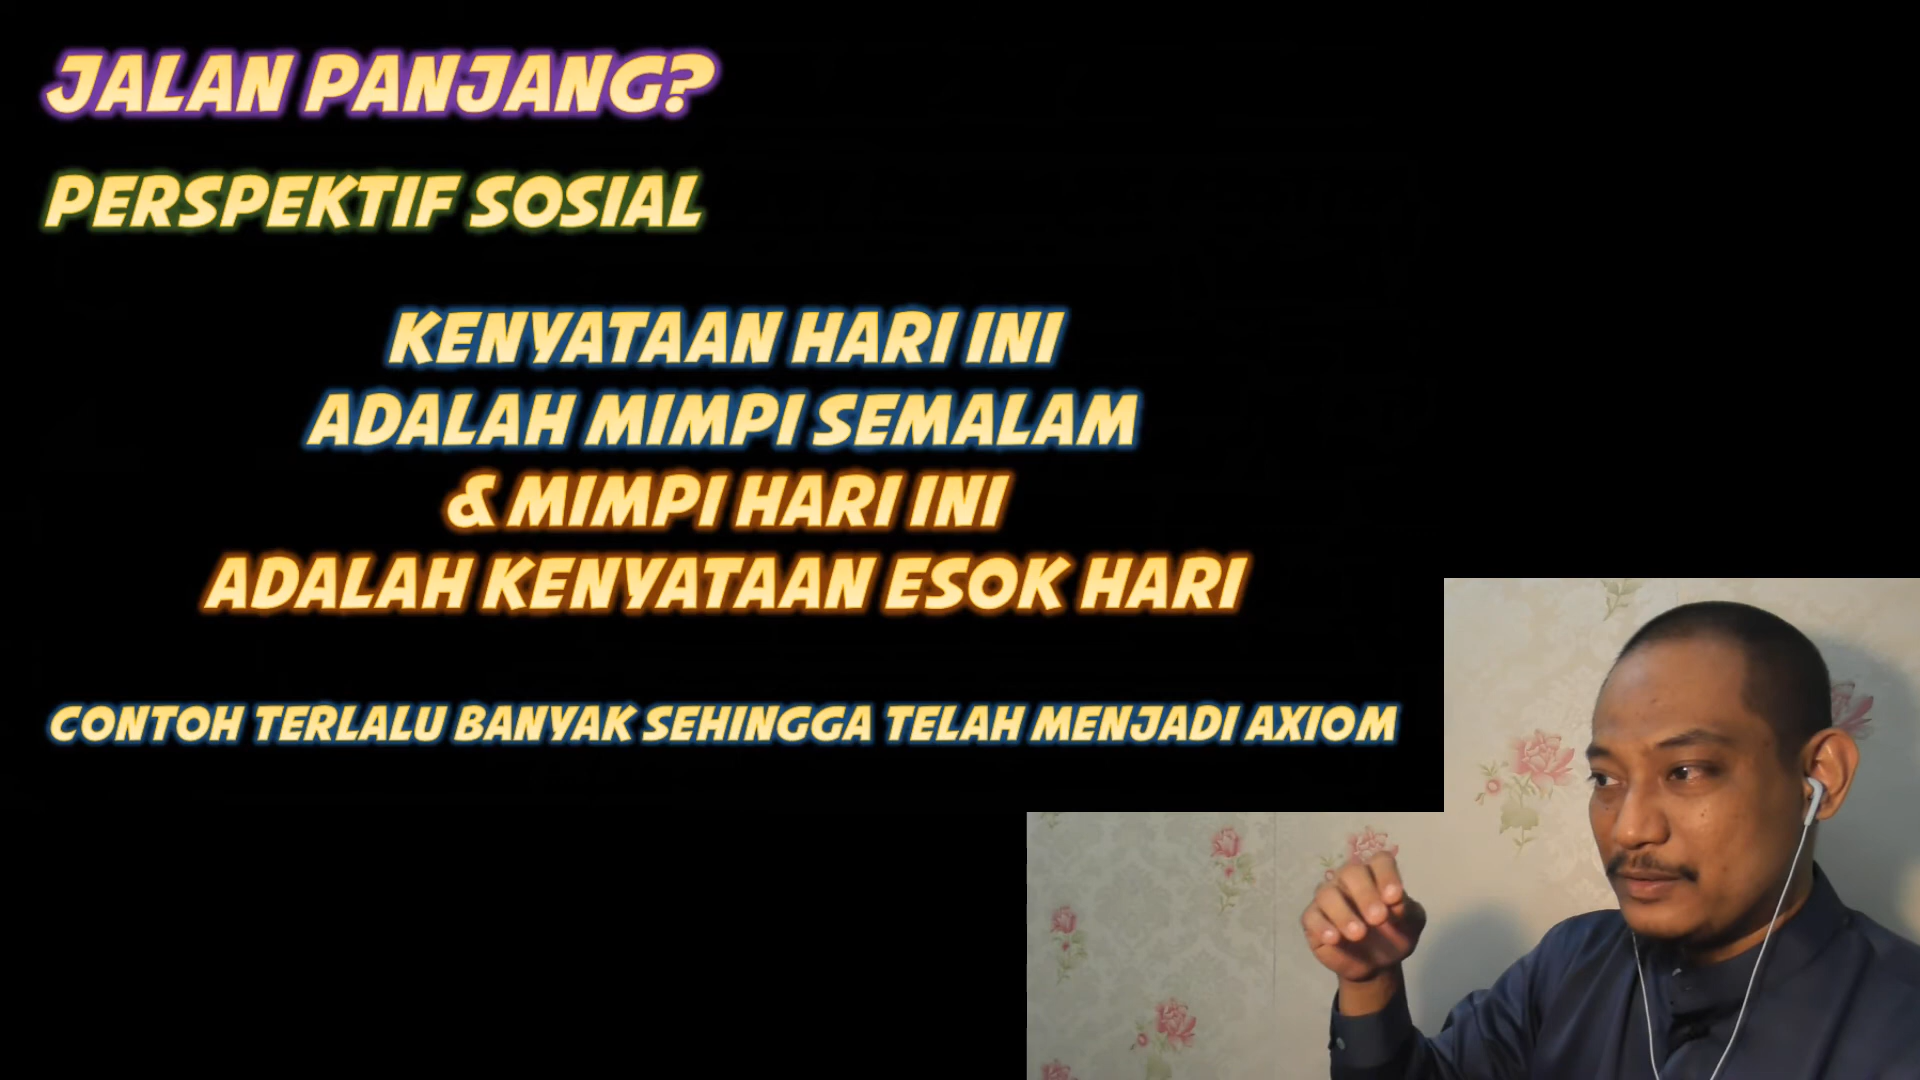 JALAN PANJANG?
PERSPEKTIF SOSIAL
KENYATAAN HARI INI
ADALAH MIMPI SEMALAM
& MIMPI HARI INI
ADALAH KENYATAAN ESOK HARI
CONTOH TERLALU BANYAK SEHINGGA TELAH MENJADI AXIOM